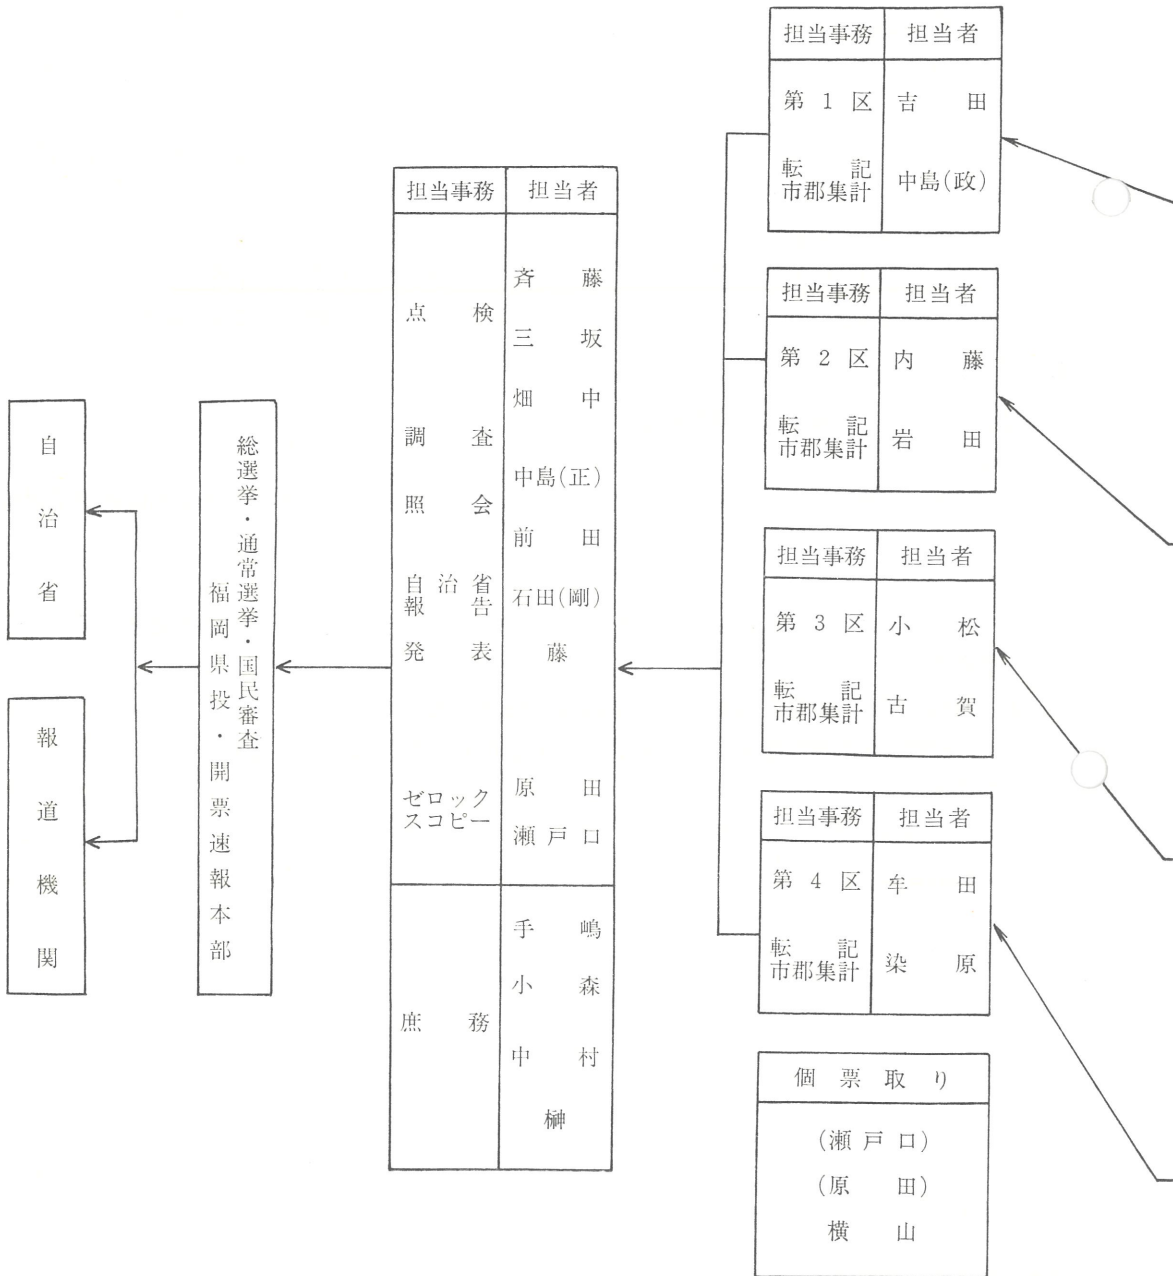 担当事務 担当者
第1区 吉田
転記
市郡集計 中島(政)
担当事務 担当者
第2区 内藤
転記
市郡集計 岩田
担当事務 担当者
第3区 小松
転記
市郡集計 古賀
担当事務 担当者
第4区 牟田
転記
市郡集計 染原
個票取り
(瀬戸口)
(原田)
横山
担当事務 担当者
斉藤
点検
三坂
畑中
調査
中島(正)
照会
前田
自治省
報告
石田(剛)
発表 藤
原田
ゼロック
スコピー
瀬戸口
手嶋
小森
庶務
中村
榊
総選挙・通常選挙・国民審査
福岡県投・開票速報本部
自治省
報道機関